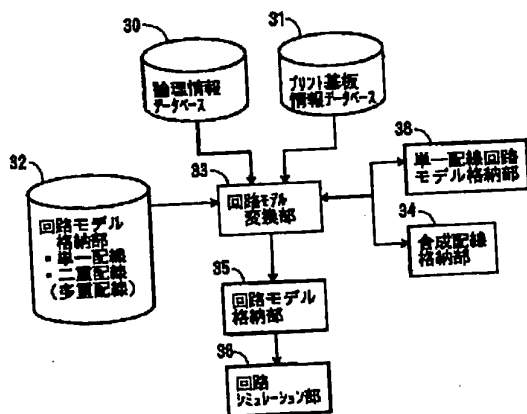 30
論理情報
データベース
31
プリント基板
情報データベース
32
回路モデル
格納部
・単一配線
・二重配線
(多重配線)
33
回路モデル
変換部
38
単一配線回路
モデル格納部
34
合成配線
格納部
35
回路モデル
格納部
36
回路
シミュレーション部